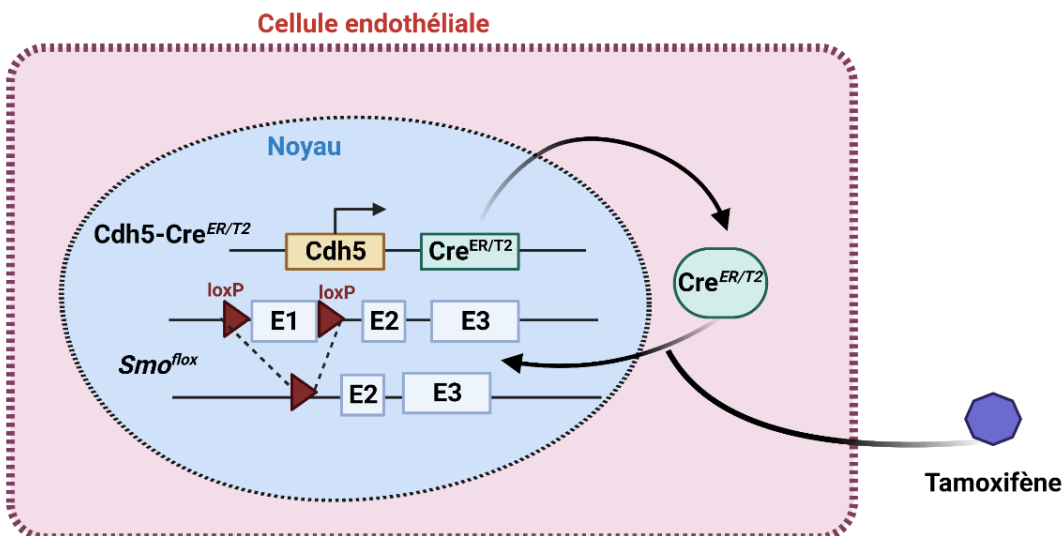 Cellule endothéliale
Noyau
Cdh5-Cre^ER/T2
Cdh5
Cre^ER/T2
Cre^ER/T2
loxP
loxP
E1
E2
E3
Smo^flox
E2
E3
Tamoxifène